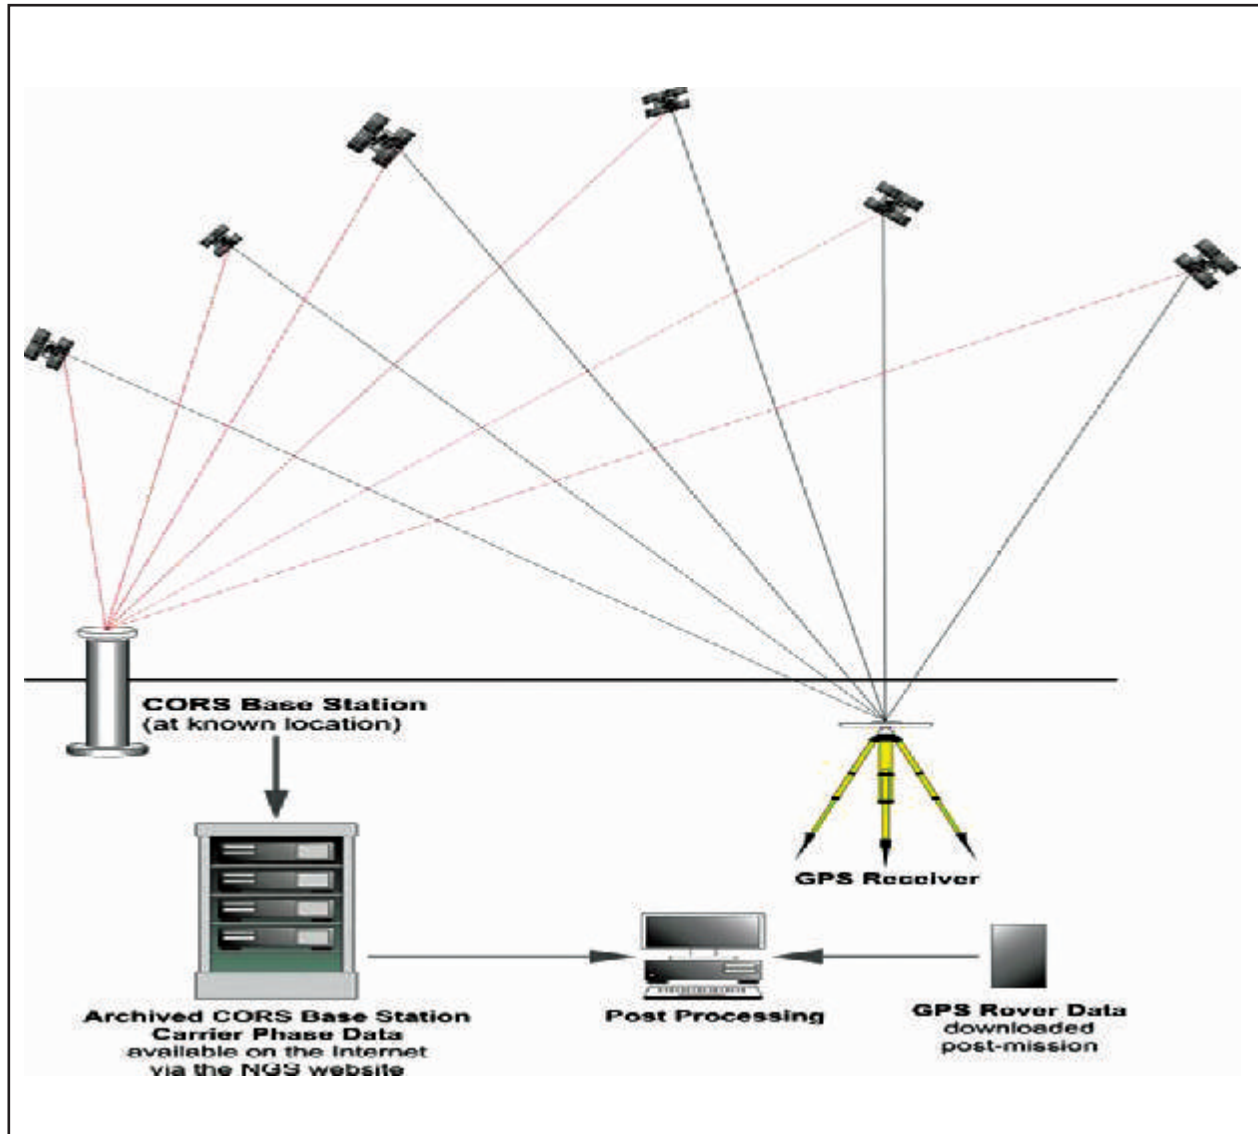 CORS Base Station
(at known location)
GPS Receiver
Archived CORS Base Station
Carrier Phase Data
available on the Internet
via the NGS website
Post Processing
GPS Rover Data
downloaded
post-mission